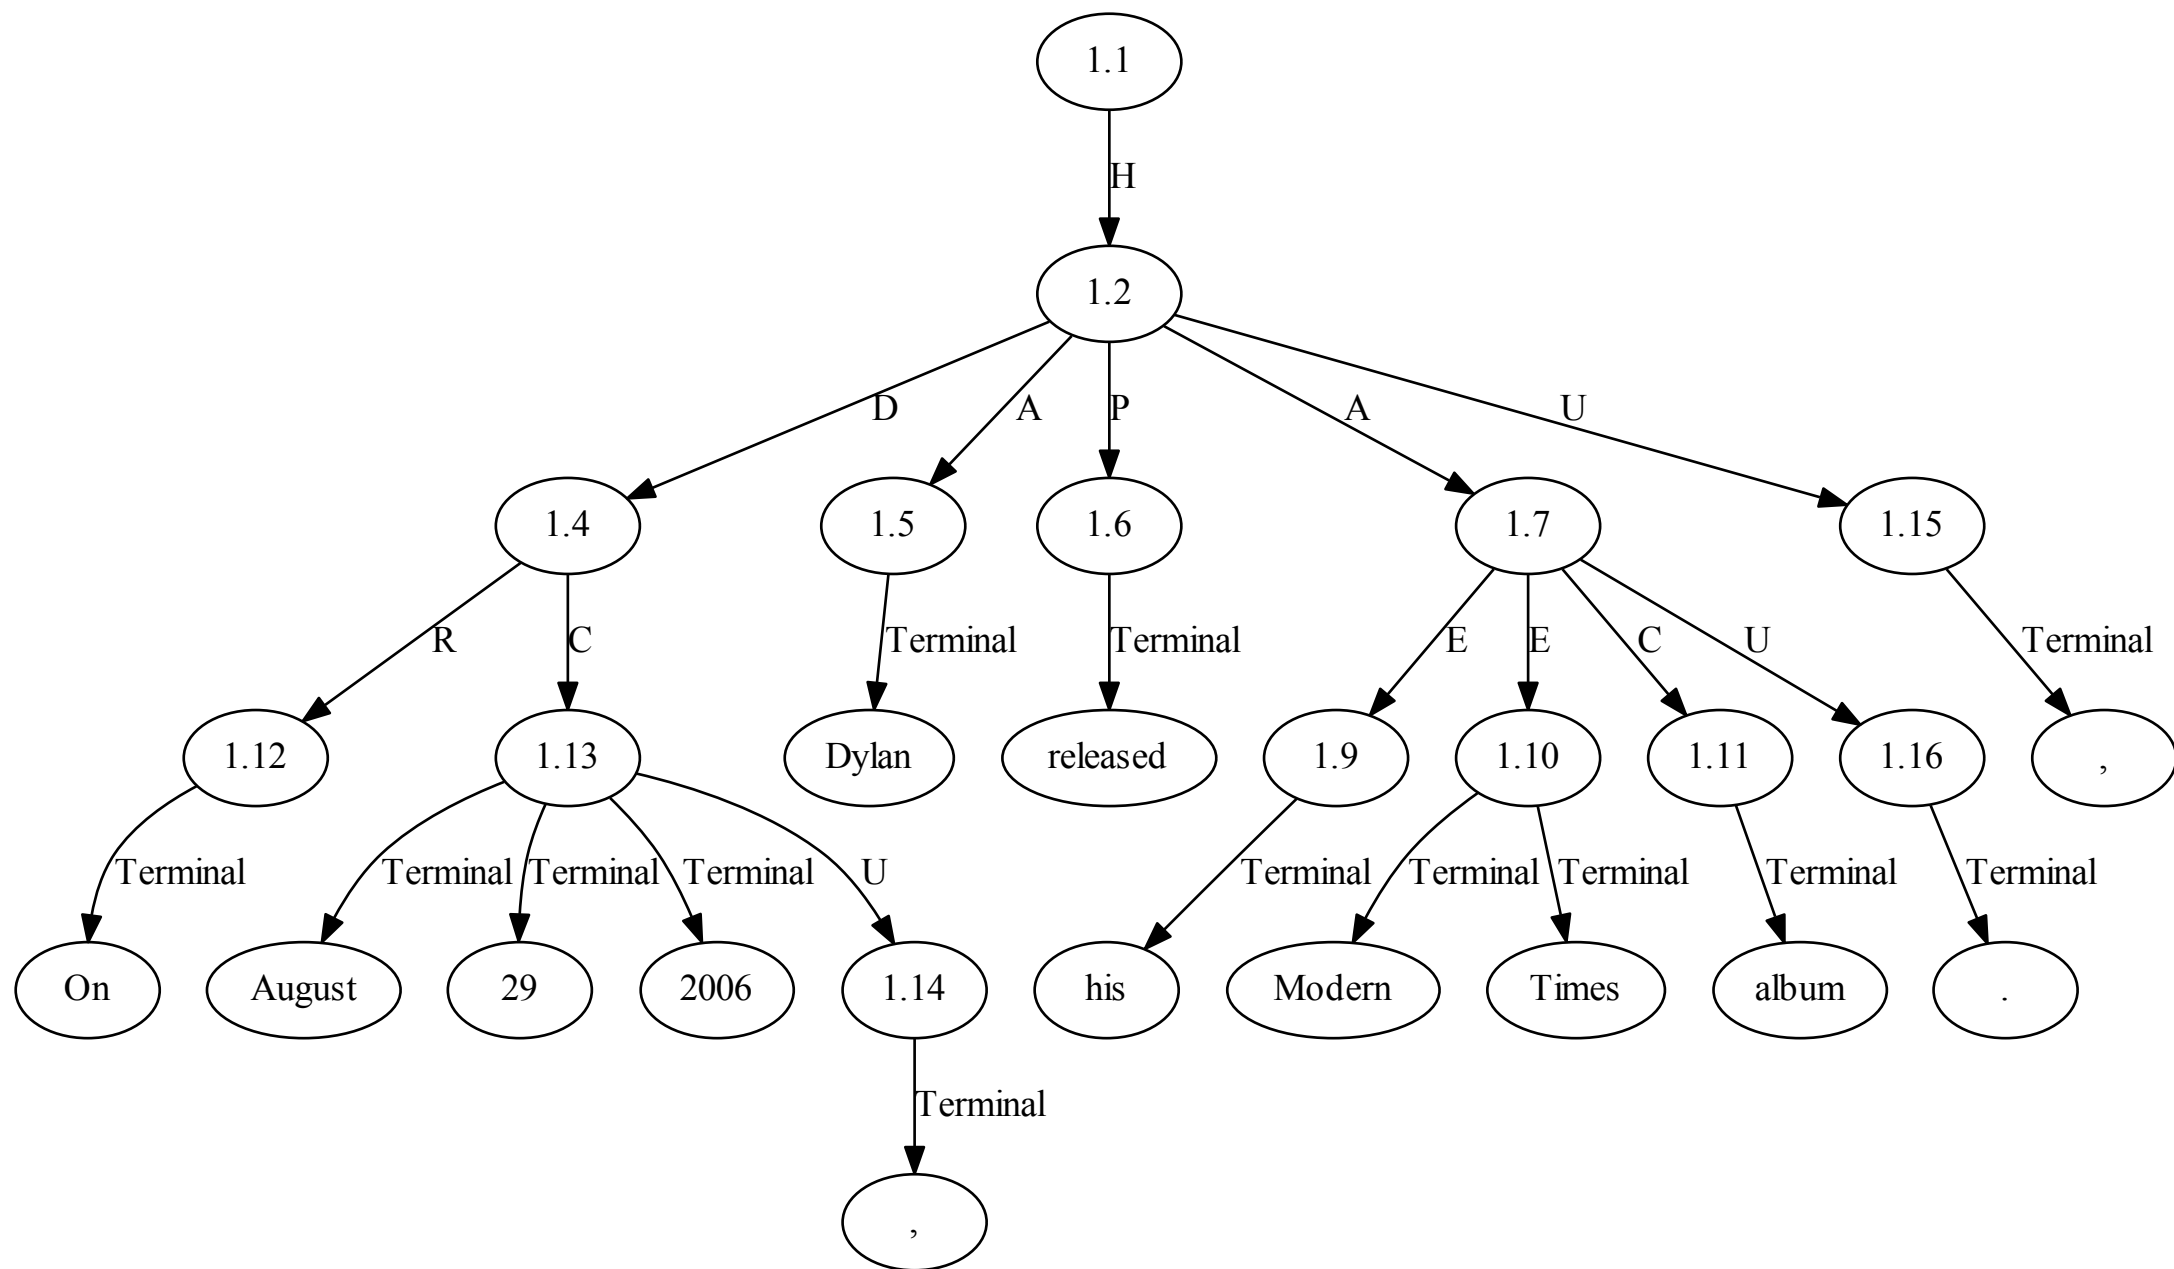 1.1
H
1.2
D A P A U
1.4 1.5 1.6 1.7 1.15
R C Terminal Terminal E E C U Terminal
1.12 1.13 Dylan released 1.9 1.10 1.11 1.16 ,
Terminal Terminal Terminal Terminal U Terminal Terminal Terminal Terminal Terminal
On August 29 2006 1.14 his Modern Times album .
Terminal
,